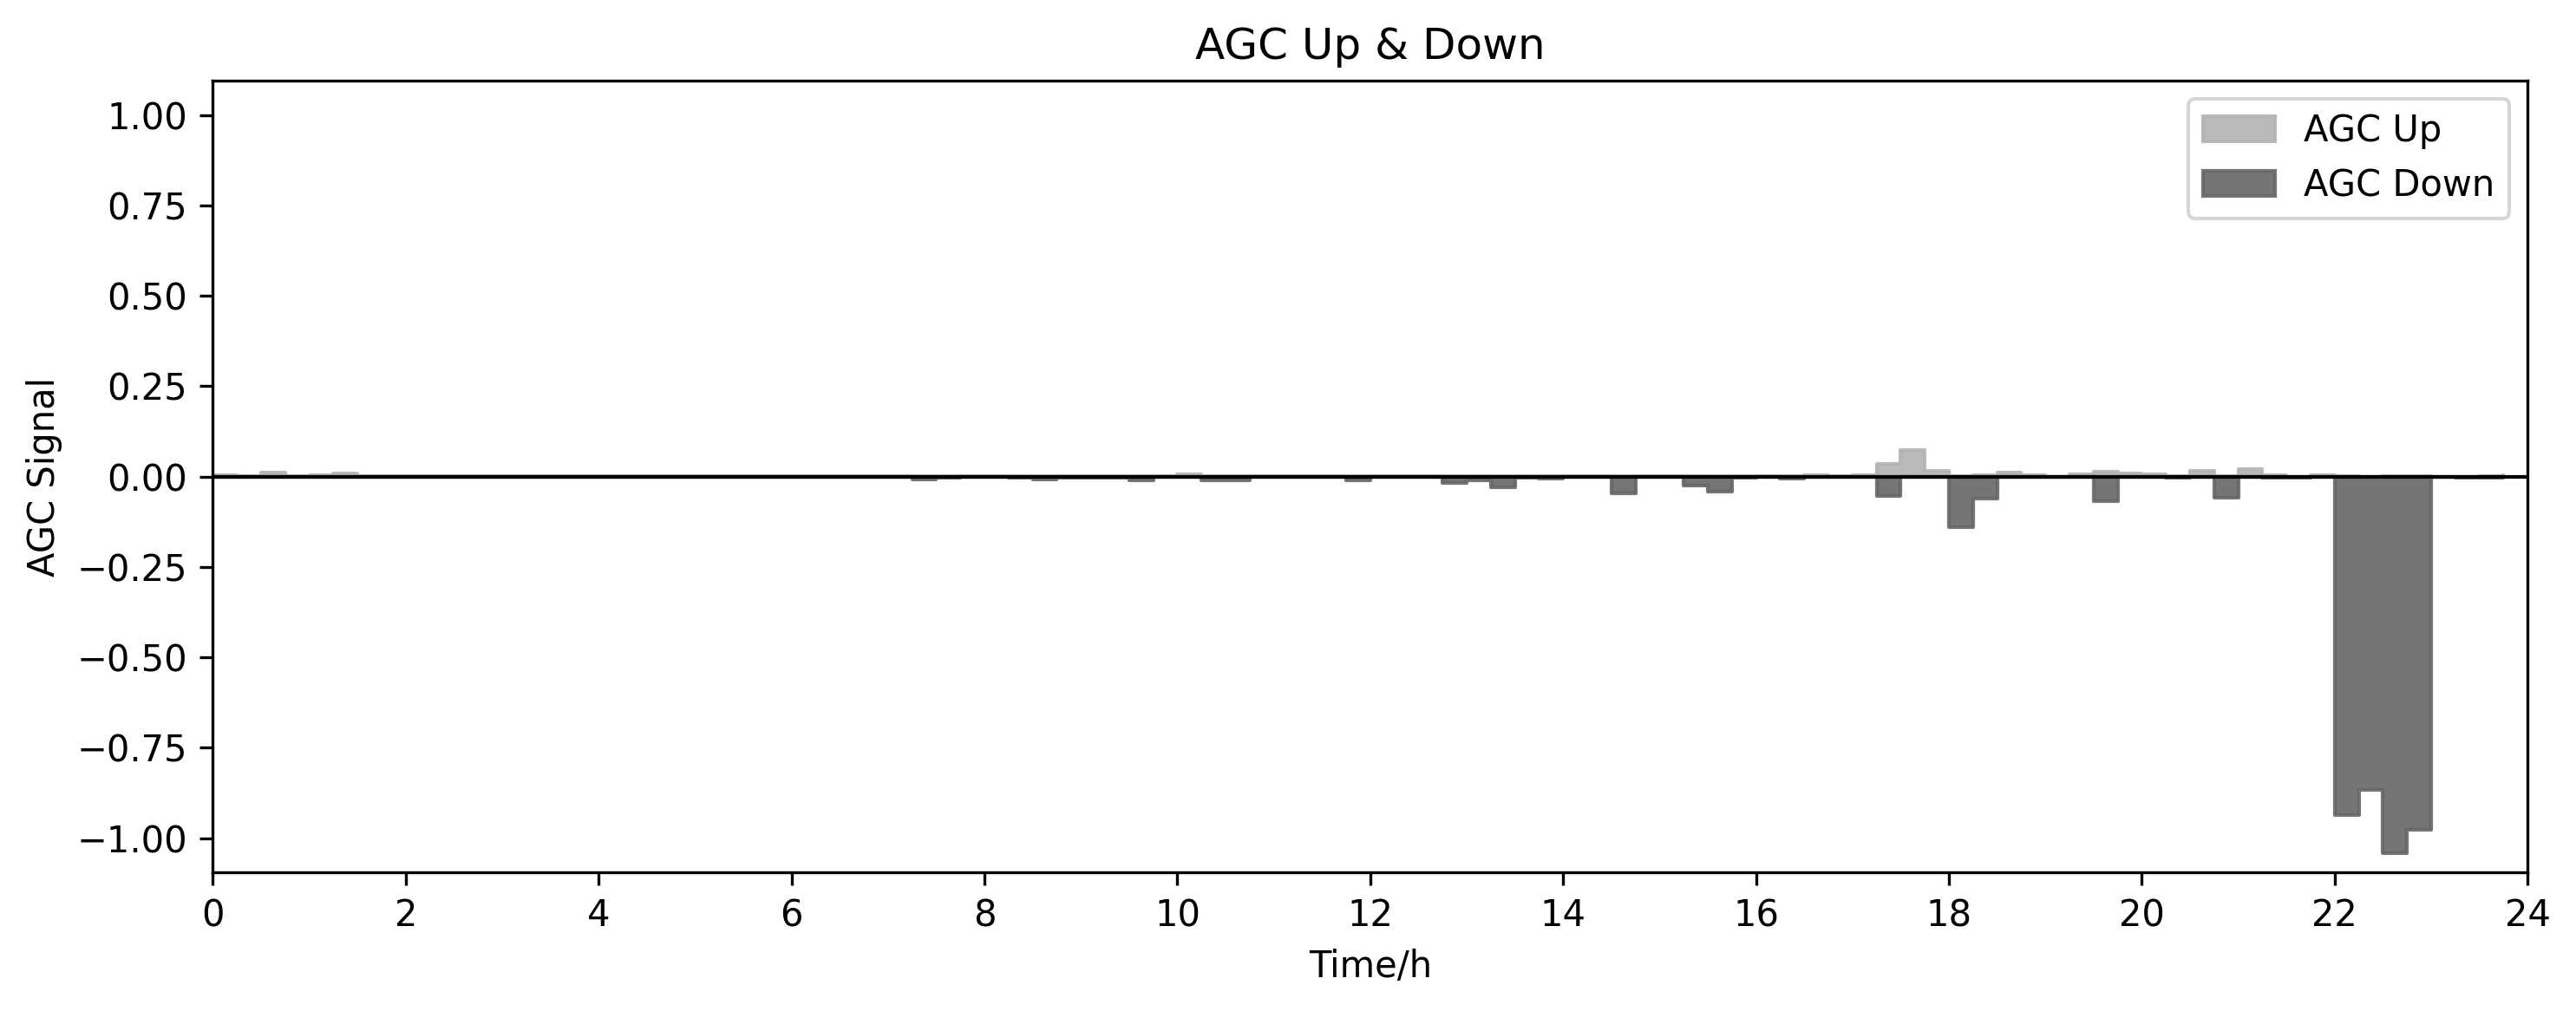 AGC Up & Down
AGC Up
AGC Down
AGC Signal
1.00
0.75
0.50
0.25
0.00
−0.25
−0.50
−0.75
−1.00
0 2 4 6 8 10 12 14 16 18 20 22 24
Time/h